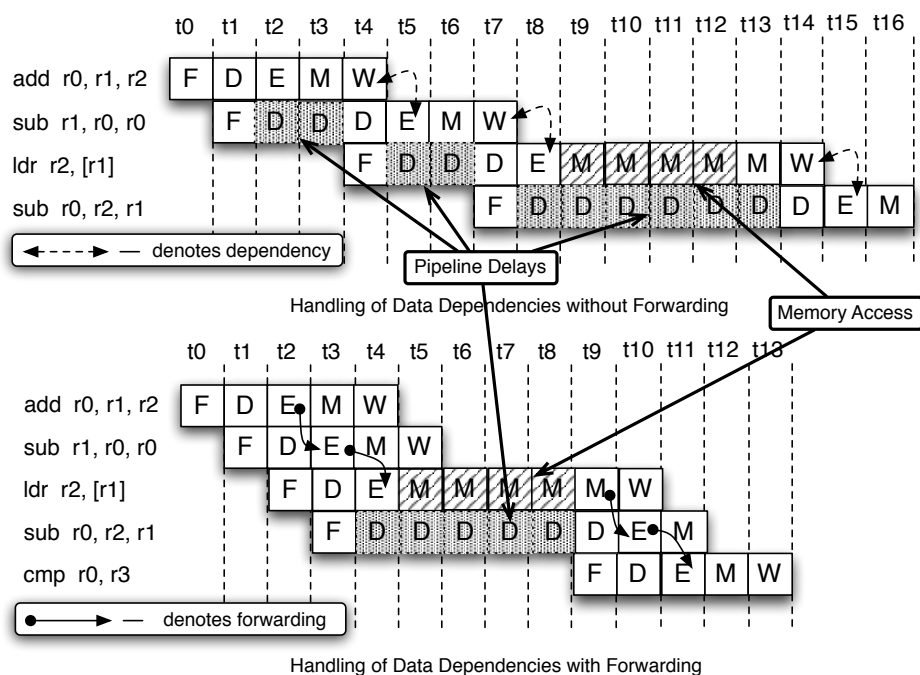 t0 t1 t2 t3 t4 t5 t6 t7 t8 t9 t10 t11 t12 t13 t14 t15 t16
add r0, r1, r2 F D E M W
sub r1, r0, r0 F D D D E M W
ldr r2, [r1] F D D D E M M M M M W
sub r0, r2, r1 F D D D D D D D E M
— denotes dependency
Pipeline Delays
Handling of Data Dependencies without Forwarding
Memory Access
t0 t1 t2 t3 t4 t5 t6 t7 t8 t9 t10 t11 t12 t13
add r0, r1, r2 F D E M W
sub r1, r0, r0 F D E M W
ldr r2, [r1] F D E M M M M M W
sub r0, r2, r1 F D D D D D D E M
cmp r0, r3 F D E M W
— denotes forwarding
Handling of Data Dependencies with Forwarding